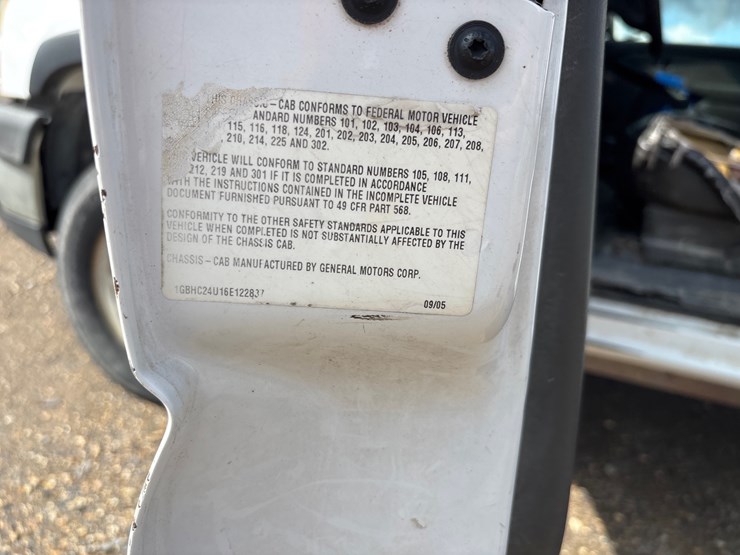 CAB CONFORMS TO FEDERAL MOTOR VEHICLE
ANDARD NUMBERS 101, 102, 103, 104, 106, 113,
115, 116, 118, 124, 201, 202, 203, 204, 205, 206, 207, 208,
210, 214, 225 AND 302.
VEHICLE WILL CONFORM TO STANDARD NUMBERS 105, 108, 111,
212, 219 AND 301 IF IT IS COMPLETED IN ACCORDANCE
WITH THE INSTRUCTIONS CONTAINED IN THE INCOMPLETE VEHICLE
DOCUMENT FURNISHED PURSUANT TO 49 CFR PART 568.
CONFORMITY TO THE OTHER SAFETY STANDARDS APPLICABLE TO THIS
VEHICLE WHEN COMPLETED IS NOT SUBSTANTIALLY AFFECTED BY THE
DESIGN OF THE CHASSIS CAB.
CHASSIS-CAB MANUFACTURED BY GENERAL MOTORS CORP.
1GBHC24U16E122837 09/05